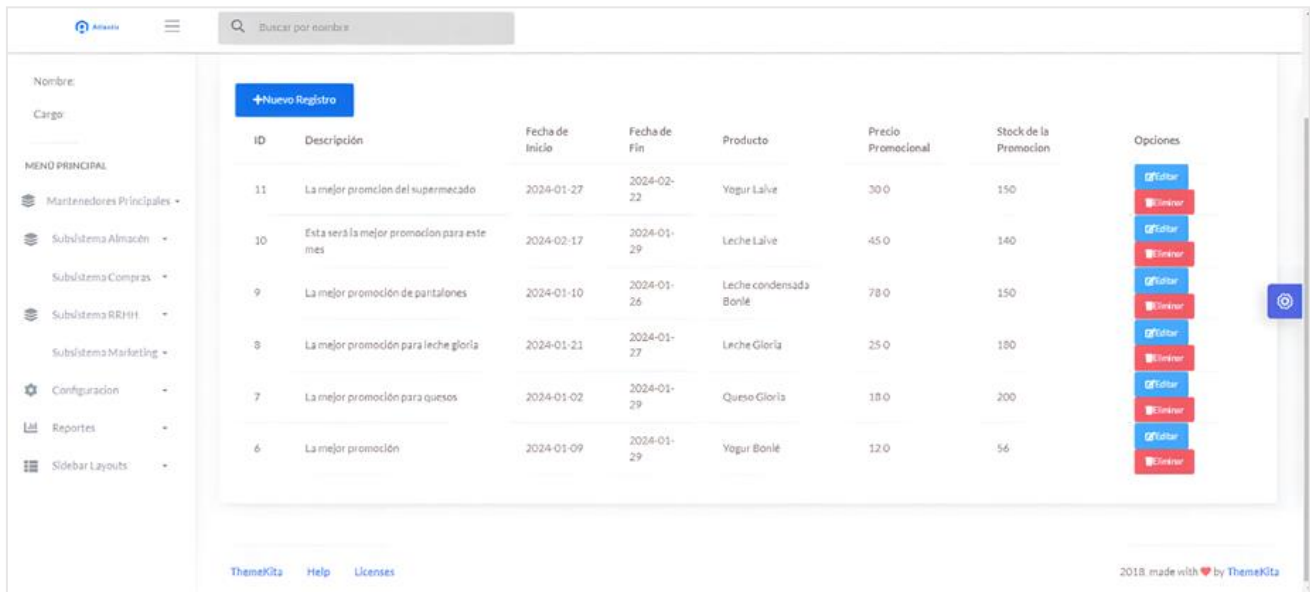 Atlantis
Buscar por nombre
Nombre:
Cargo:
MENÚ PRINCIPAL
Mantenedores Principales
Subsistema Almacén
Subsistema Compras
Subsistema RRHH
Subsistema Marketing
Configuracion
Reportes
Sidebar Layouts
+Nuevo Registro
ID Descripción Fecha de Inicio Fecha de Fin Producto Precio Promocional Stock de la Promocion Opciones
11 La mejor promcion del supermecado 2024-01-27 2024-02-22 Yogur Laive 30.0 150 Editar Eliminar
10 Esta será la mejor promocion para este mes 2024-02-17 2024-01-29 Leche Laive 45.0 140 Editar Eliminar
9 La mejor promoción de pantalones 2024-01-10 2024-01-26 Leche condensada Bonlé 78.0 150 Editar Eliminar
8 La mejor promoción para leche gloria 2024-01-21 2024-01-27 Leche Gloria 25.0 180 Editar Eliminar
7 La mejor promoción para quesos 2024-01-02 2024-01-29 Queso Gloria 18.0 200 Editar Eliminar
6 La mejor promoción 2024-01-09 2024-01-29 Yogur Bonlé 12.0 56 Editar Eliminar
ThemeKita Help Licenses
2018, made with ❤ by ThemeKita